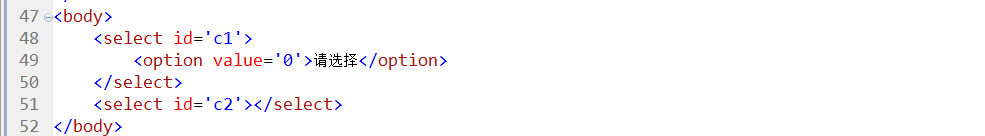 47 <body>
48 <select id='c1'>
49 <option value='0'>请选择</option>
50 </select>
51 <select id='c2'></select>
52 </body>